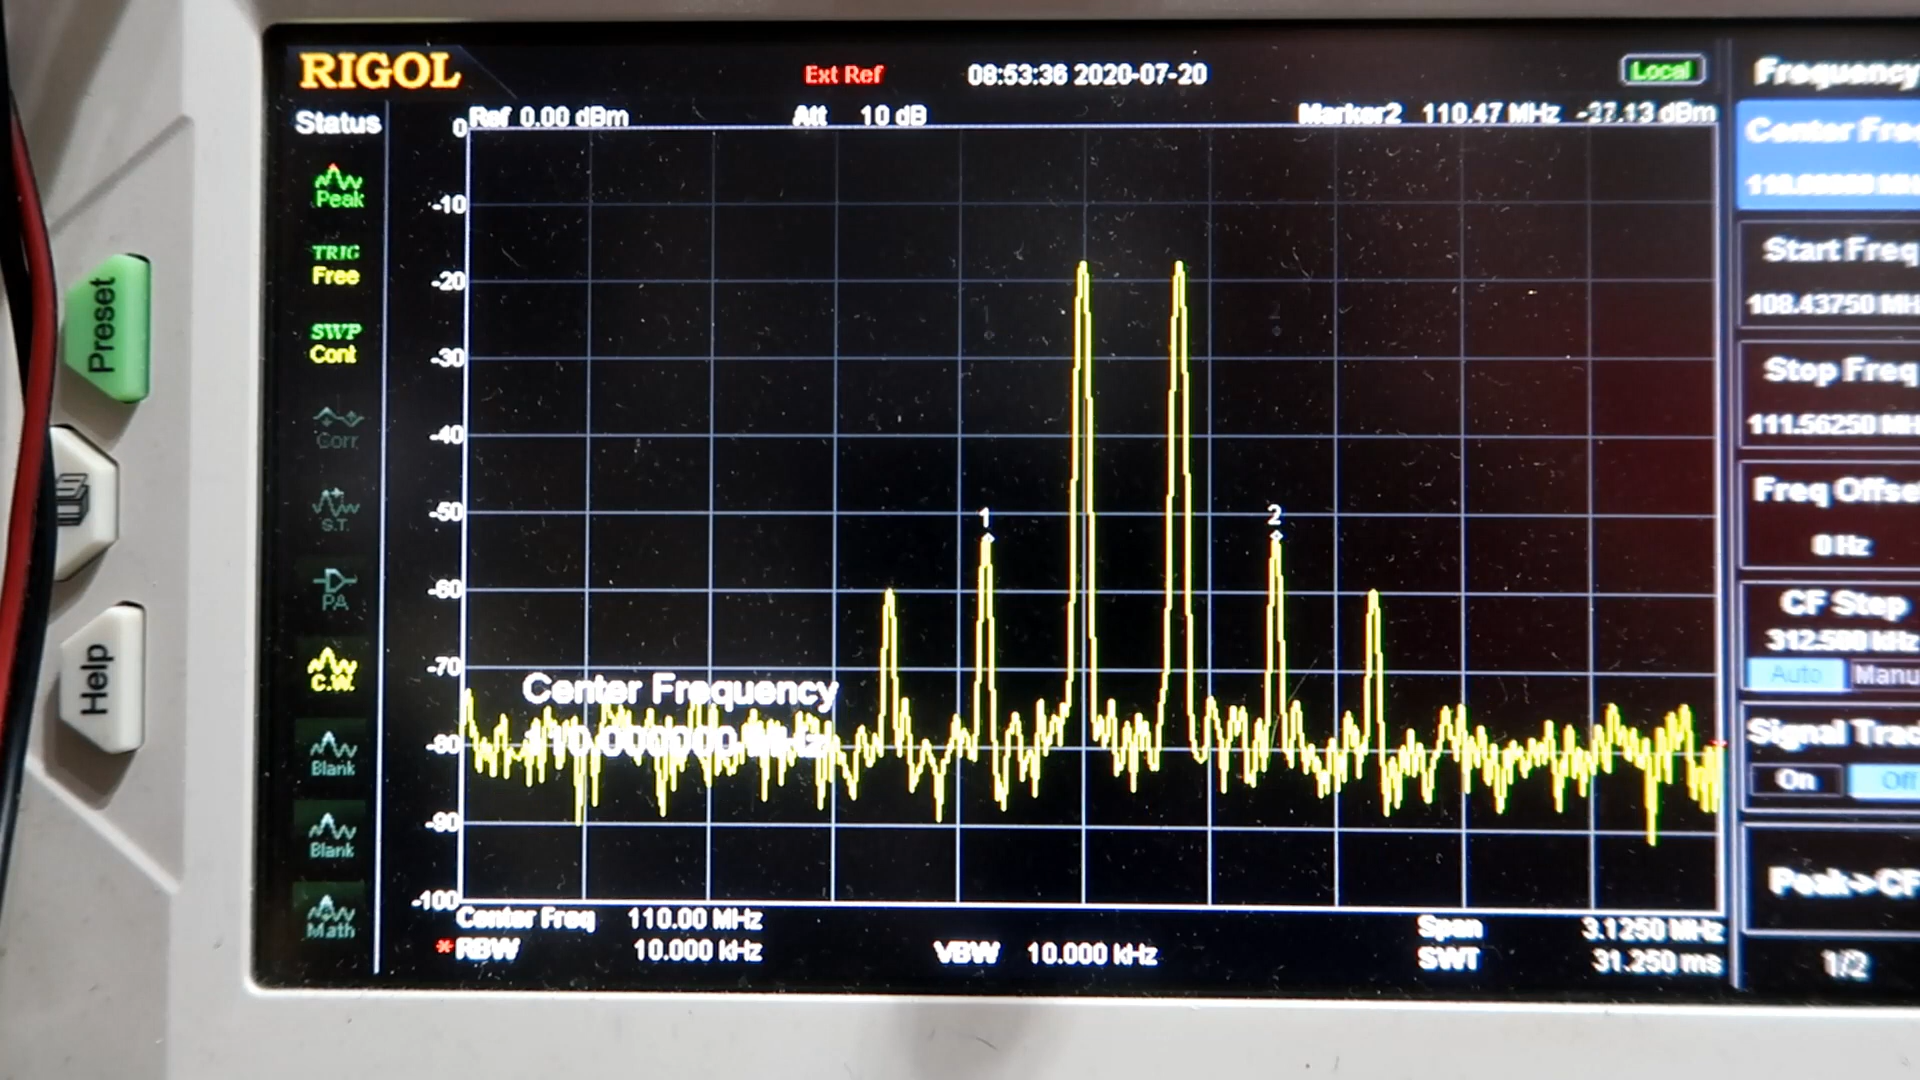 RIGOL
Ext Ref
08:53:36 2020-07-20
Local
Frequency
Status
Ref 0.00 dBm
Att 10 dB
Marker2 110.47 MHz -27.13 dBm
Center Fre
0
-10
-20
-30
-40
-50
-60
-70
-80
-90
-100
Peak
TRIG
Free
SWP
Cont
Corr
S.T.
PA
C.W.
Blank
Blank
Math
1
2
Center Frequency
110.000000 MHz
Center Freq 110.00 MHz
Span 3.1250 MHz
*RBW 10.000 kHz
VBW 10.000 kHz
SWT 31.250 ms
Start Freq
108.43750 MH
Stop Freq
111.56250 MH
Freq Offse
0 Hz
CF Step
312.500 kHz
Auto Manu
Signal Trac
On Off
Peak->CF
1/2
Preset
Help